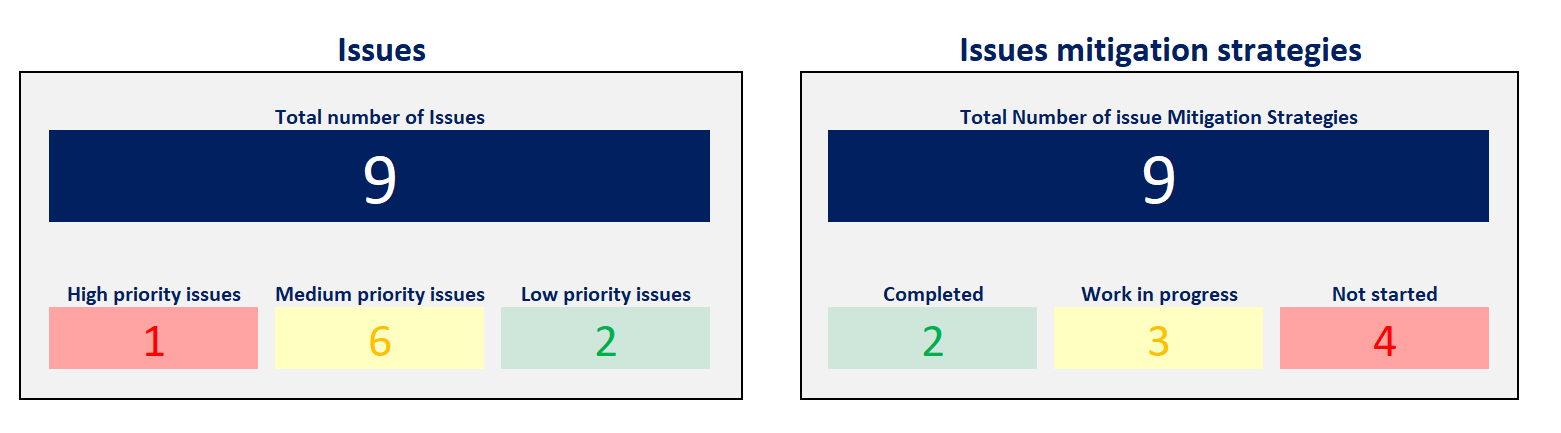 Issues
Total number of Issues
9
High priority issues
Medium priority issues
Low priority issues
1
6
2
Issues mitigation strategies
Total Number of issue Mitigation Strategies
9
Completed
Work in progress
Not started
2
3
4